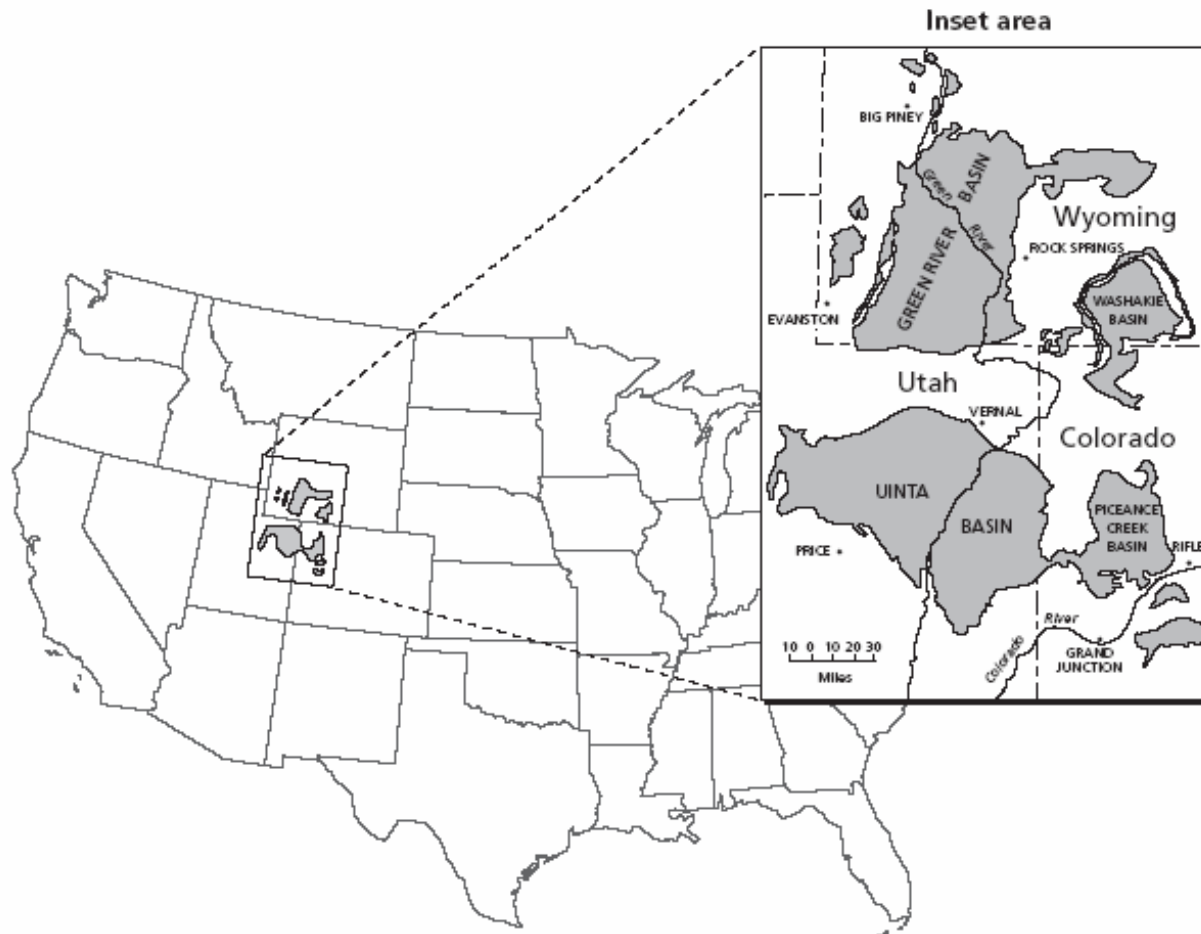 Inset area
BIG PINEY
Green
River
GREEN RIVER
BASIN
Wyoming
ROCK SPRINGS
WASHAKIE
BASIN
EVANSTON
Utah
VERNAL
Colorado
UINTA
BASIN
PICEANCE
CREEK
BASIN
PRICE
RIFLE
Colorado
River
GRAND
JUNCTION
10 0 10 20 30
Miles